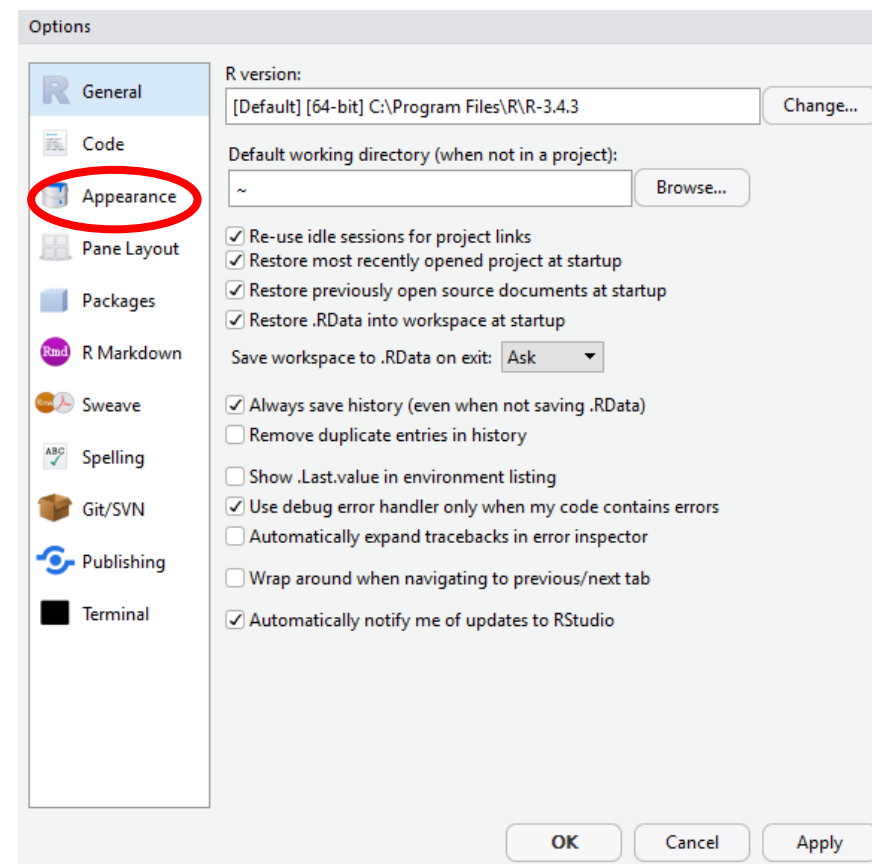 Options
General
Code
Appearance
Pane Layout
Packages
Rmd
R Markdown
Sweave
ABC
Spelling
Git/SVN
Publishing
Terminal
R version:
[Default] [64-bit] C:\Program Files\R\R-3.4.3
Change...
Default working directory (when not in a project):
~
Browse...
Re-use idle sessions for project links
Restore most recently opened project at startup
Restore previously open source documents at startup
Restore .RData into workspace at startup
Save workspace to .RData on exit: Ask
Always save history (even when not saving .RData)
Remove duplicate entries in history
Show .Last.value in environment listing
Use debug error handler only when my code contains errors
Automatically expand tracebacks in error inspector
Wrap around when navigating to previous/next tab
Automatically notify me of updates to RStudio
OK
Cancel
Apply